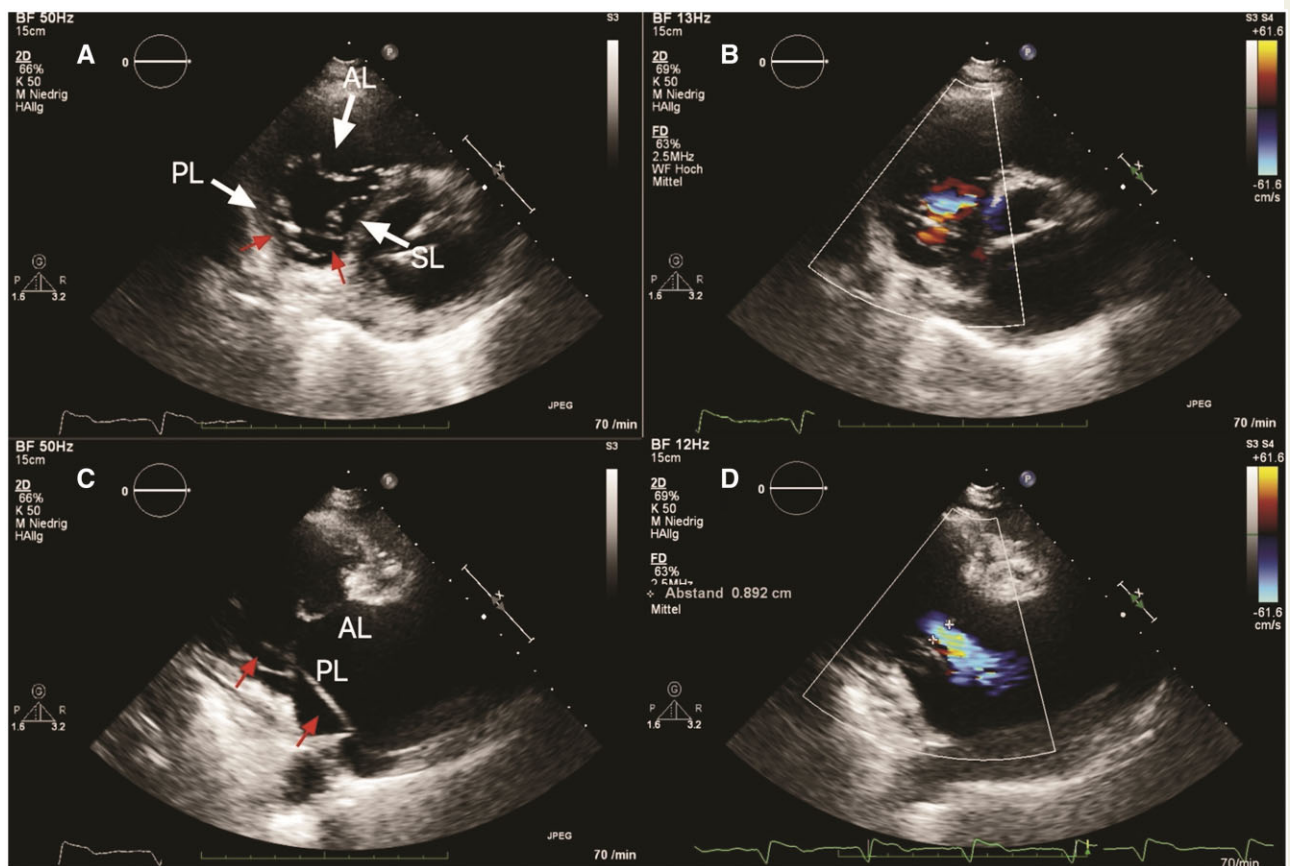 BF 50Hz
15cm
S3
A
0
P
2D
66%
K 50
M Niedrig
HAllg
AL
PL
SL
x
G
P R
1.6 3.2
JPEG
70 /min
BF 13Hz
15cm
S3 S4
+61.6
B
0
P
2D
69%
K 50
M Niedrig
HAllg
FD
63%
2.5MHz
WF Hoch
Mittel
x
-61.6
cm/s
G
P R
1.6 3.2
JPEG
70 /min
BF 50Hz
15cm
S3
C
0
P
2D
66%
K 50
M Niedrig
HAllg
x
AL
PL
G
P R
1.6 3.2
JPEG
70 /min
BF 12Hz
15cm
S3 S4
+61.6
D
0
P
2D
69%
K 50
M Niedrig
HAllg
FD
63%
2.5MHz
Abstand 0.892 cm
Mittel
x
-61.6
cm/s
G
P R
1.6 3.2
70/min